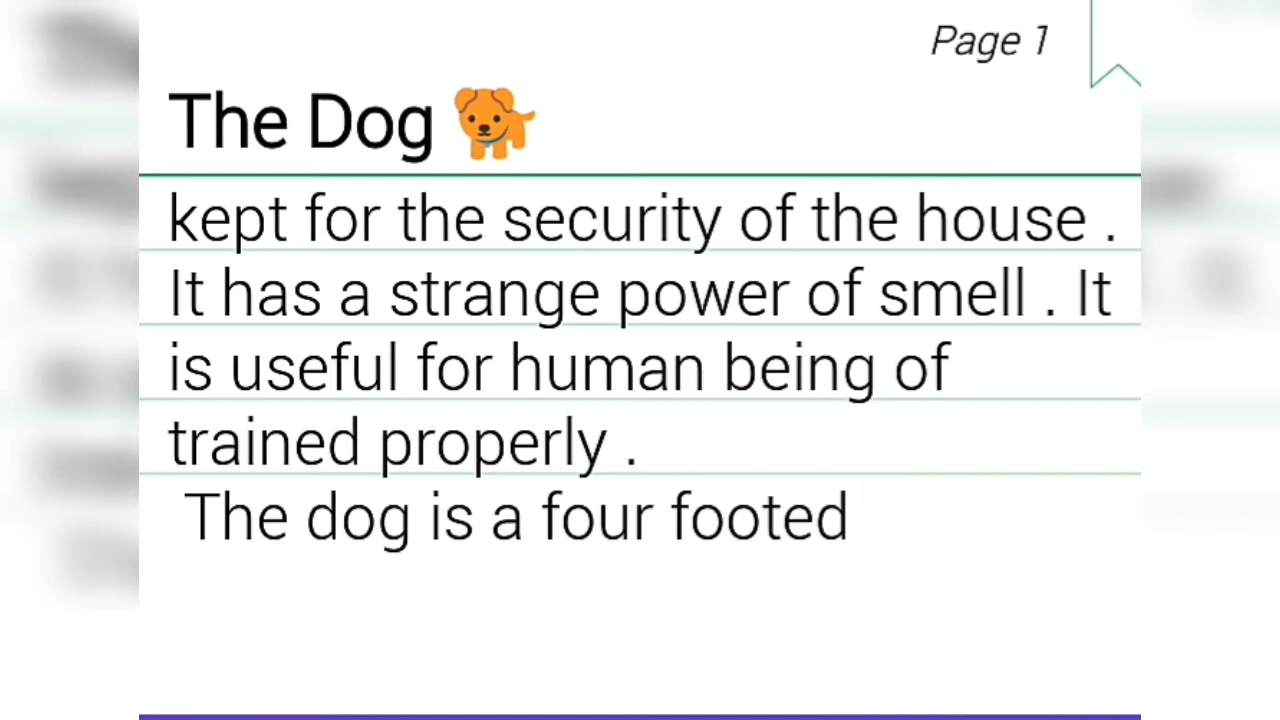 Page 1
The Dog 🐕
kept for the security of the house .
It has a strange power of smell . It
is useful for human being of
trained properly .
The dog is a four footed